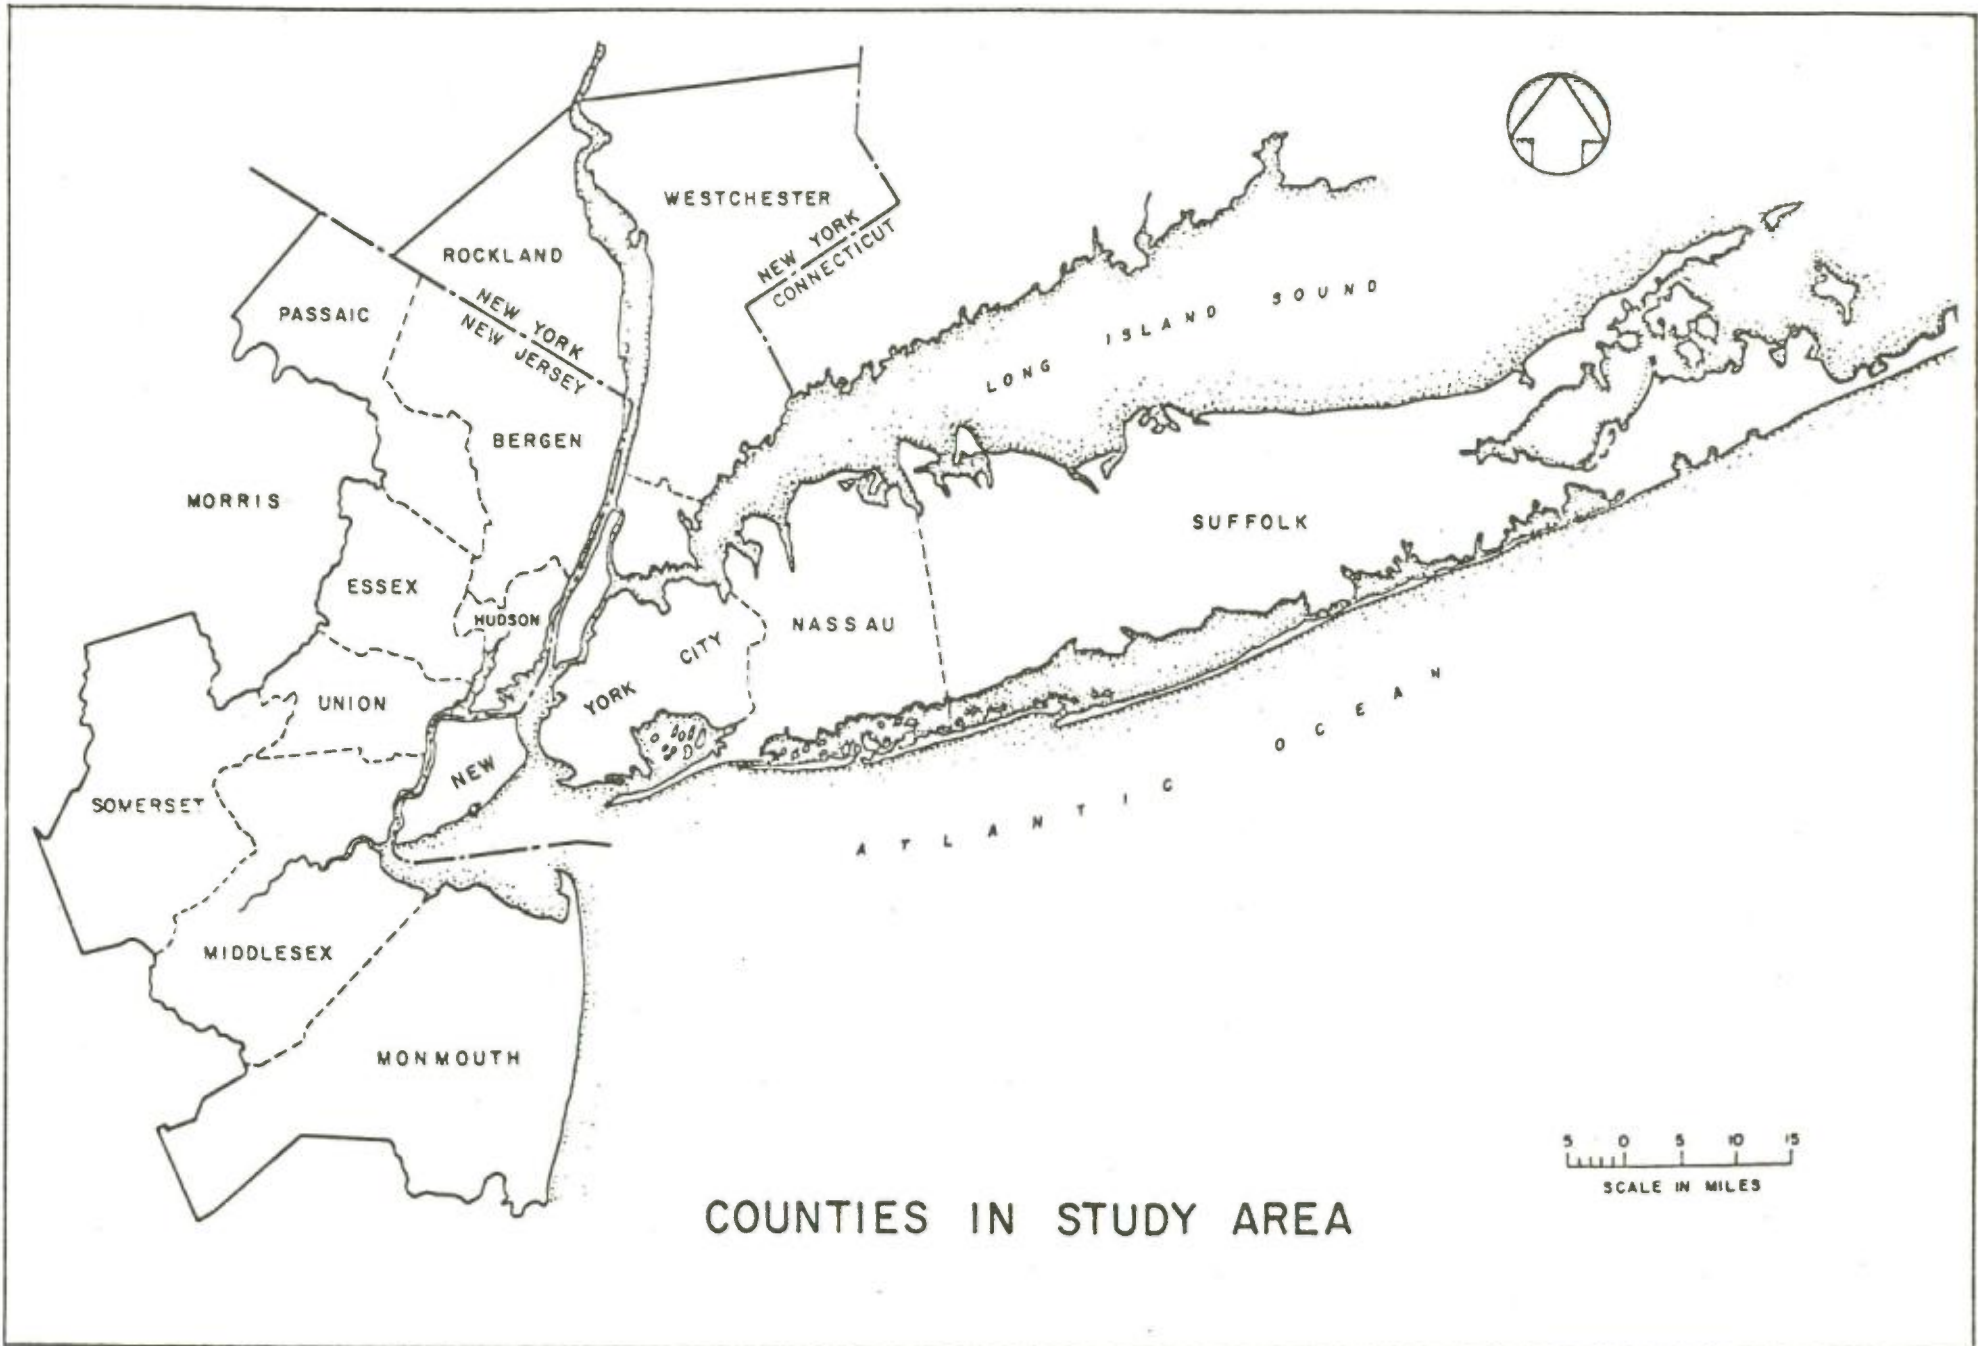 WESTCHESTER
ROCKLAND
NEW YORK
CONNECTICUT
PASSAIC
NEW YORK
NEW JERSEY
LONG ISLAND SOUND
BERGEN
MORRIS
SUFFOLK
ESSEX
HUDSON
NASSAU
NEW YORK CITY
UNION
SOMERSET
ATLANTIC OCEAN
MIDDLESEX
MONMOUTH
5 0 5 10 15
SCALE IN MILES
COUNTIES IN STUDY AREA